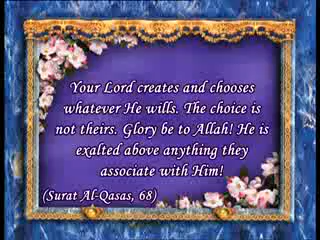 Your Lord creates and chooses
whatever He wills. The choice is
not theirs. Glory be to Allah! He is
exalted above anything they
associate with Him!
(Surat Al-Qasas, 68)